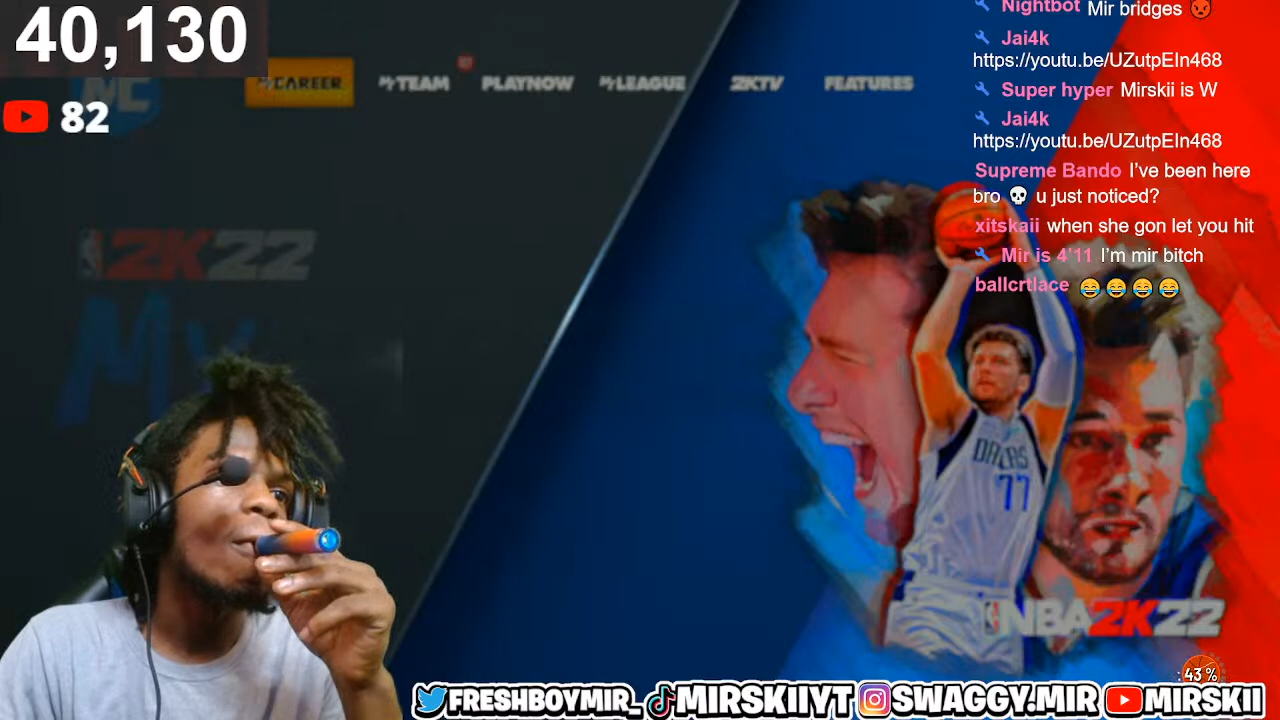 40,130
82
MYCAREER MYTEAM PLAYNOW MYLEAGUE 2KTV FEATURES
MC
2K22
My
Nightbot Mir bridges 😡
Jai4k
https://youtu.be/UZutpEIn468
Super hyper Mirskii is W
Jai4k
https://youtu.be/UZutpEIn468
Supreme Bando I've been here
bro 💀 u just noticed?
xitskaii when she gon let you hit
Mir is 4'11 I'm mir bitch
ballcrtlace 😂😂😂😂
DALLAS
77
NBA2K22
43%
FRESHBOYMIR_ MIRSKIIYT SWAGGY.MIR MIRSKII